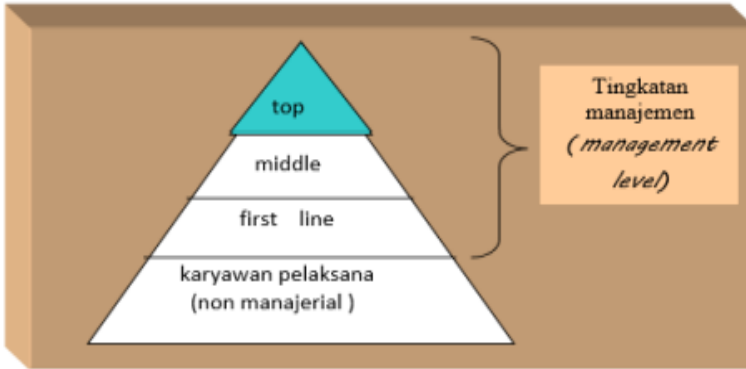 top
middle
first line
karyawan pelaksana
(non manajerial )
Tingkatan
manajemen
(management
level)